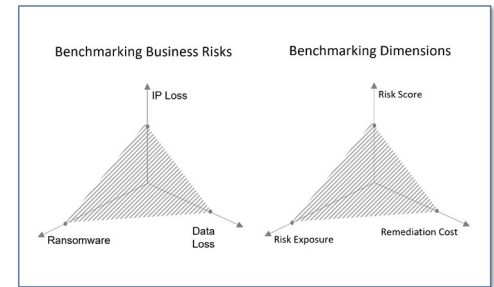 Benchmarking Business Risks
IP Loss
Ransomware
Data
Loss
Benchmarking Dimensions
Risk Score
Risk Exposure
Remediation Cost